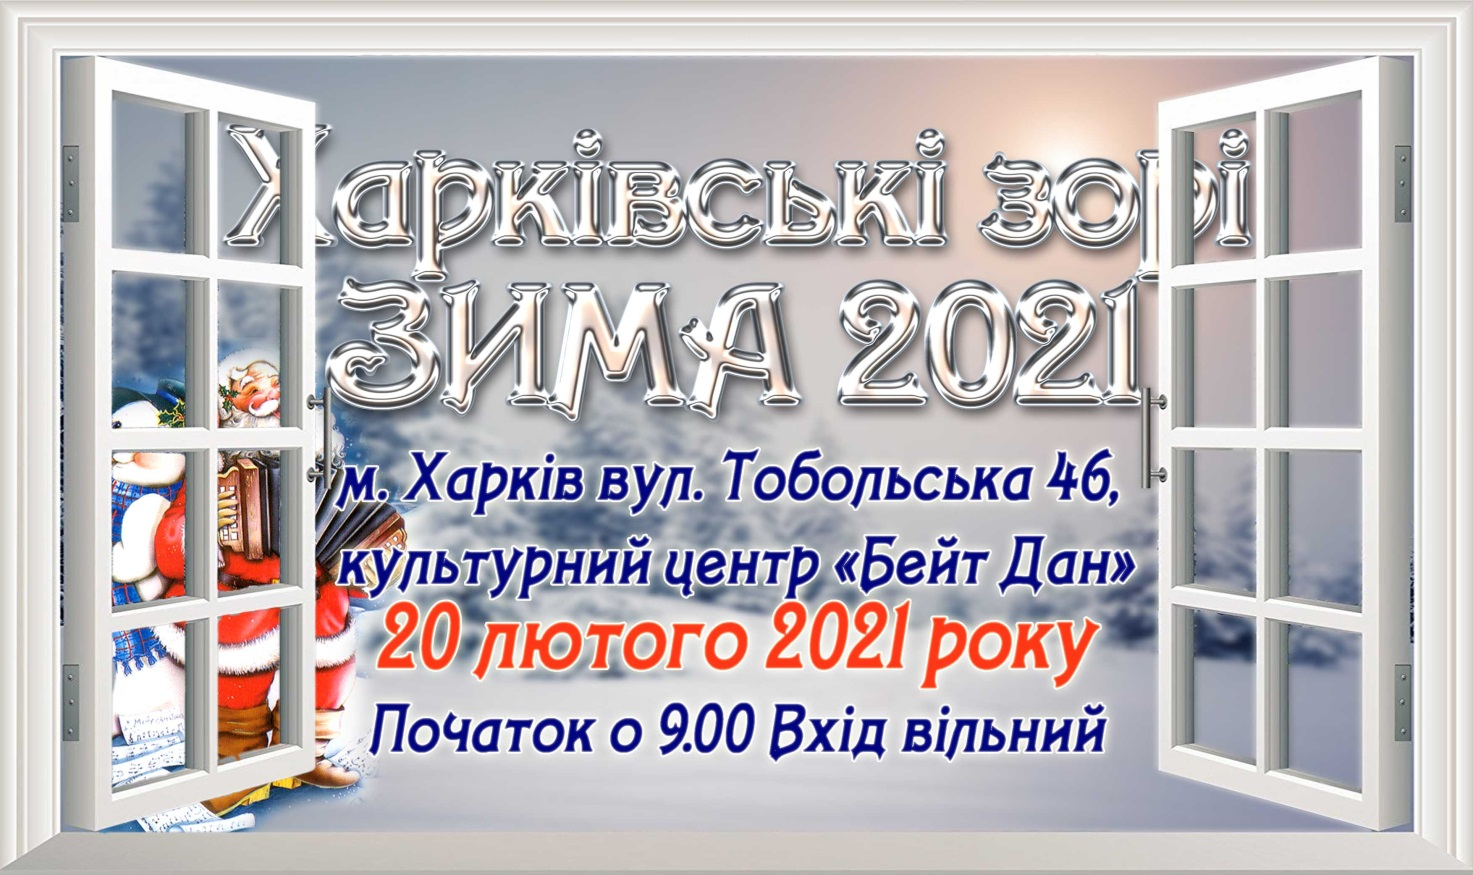 Харківські зорі
ЗИМА 2021
м. Харків вул. Тобольська 46,
культурний центр «Бейт Дан»
20 лютого 2021 року
Початок о 9.00 Вхід вільний